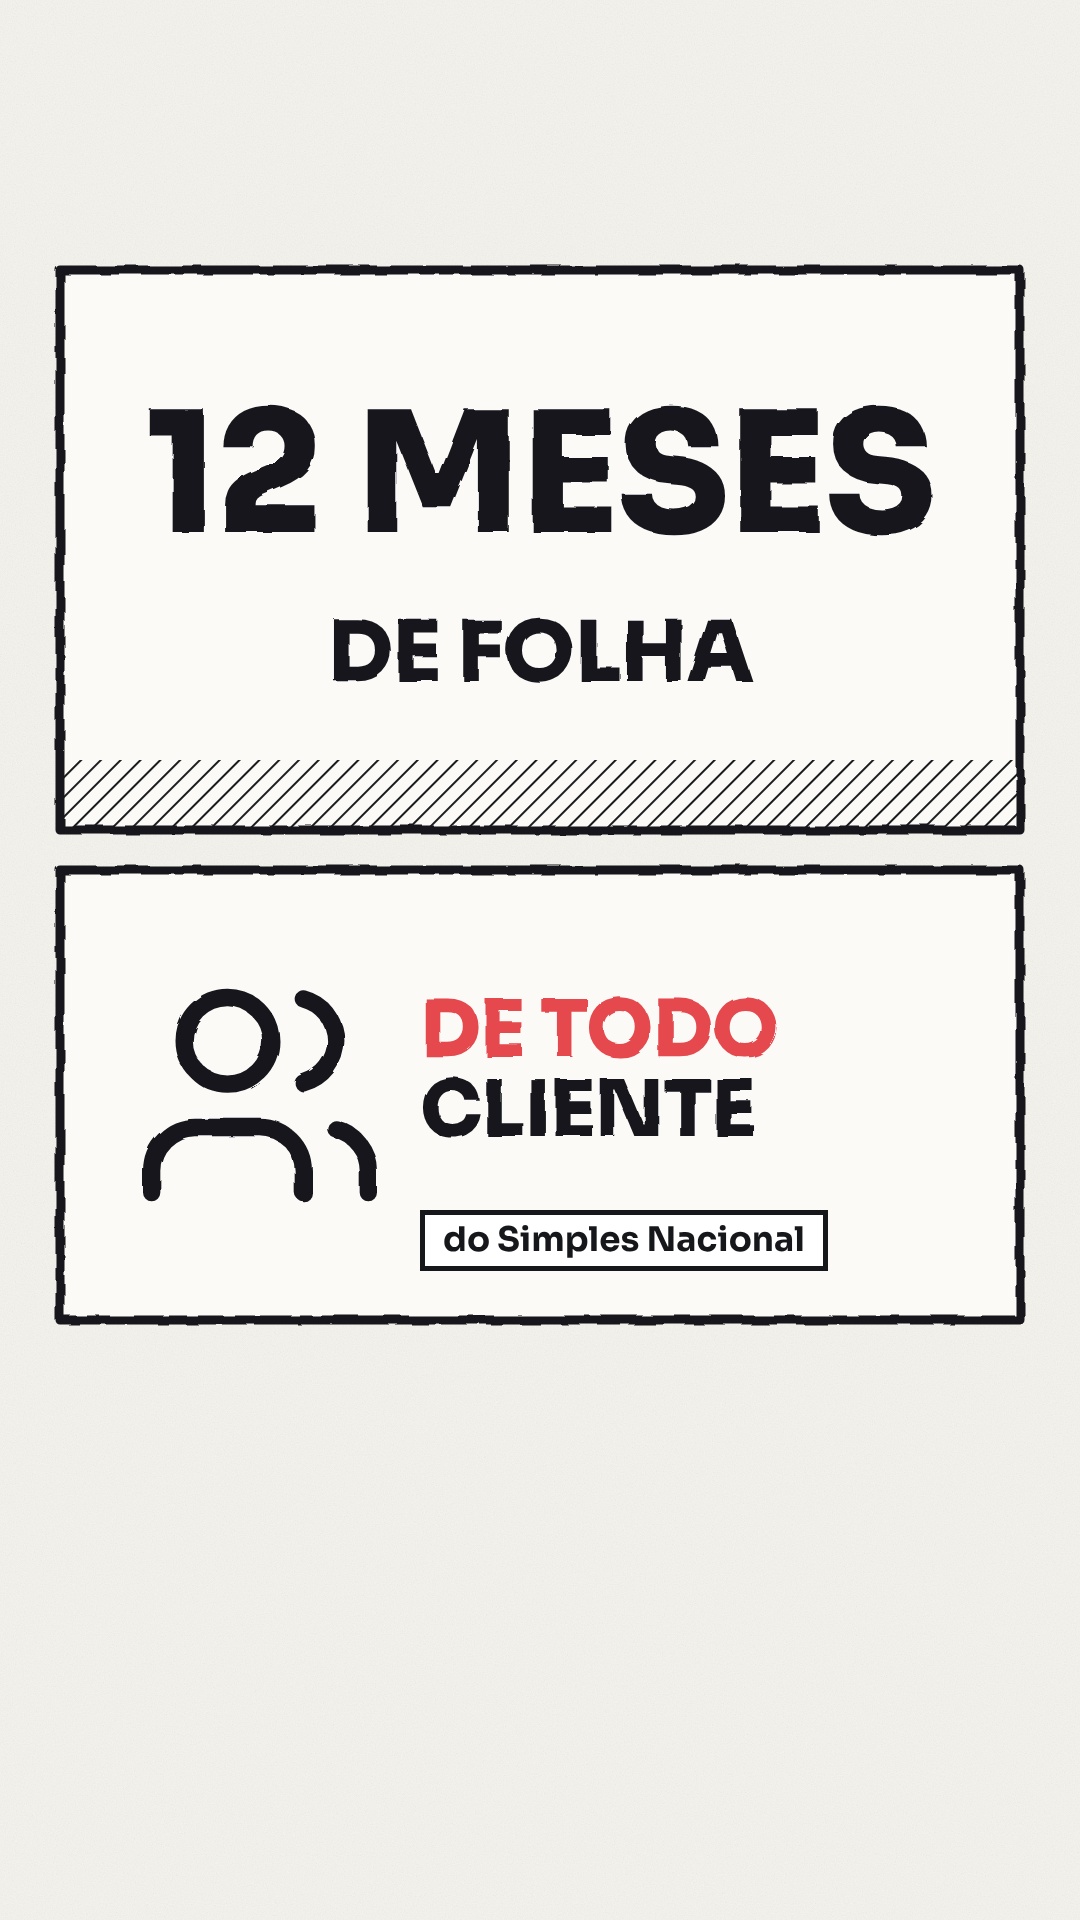 12 MESES
DE FOLHA
DE TODO
CLIENTE
do Simples Nacional